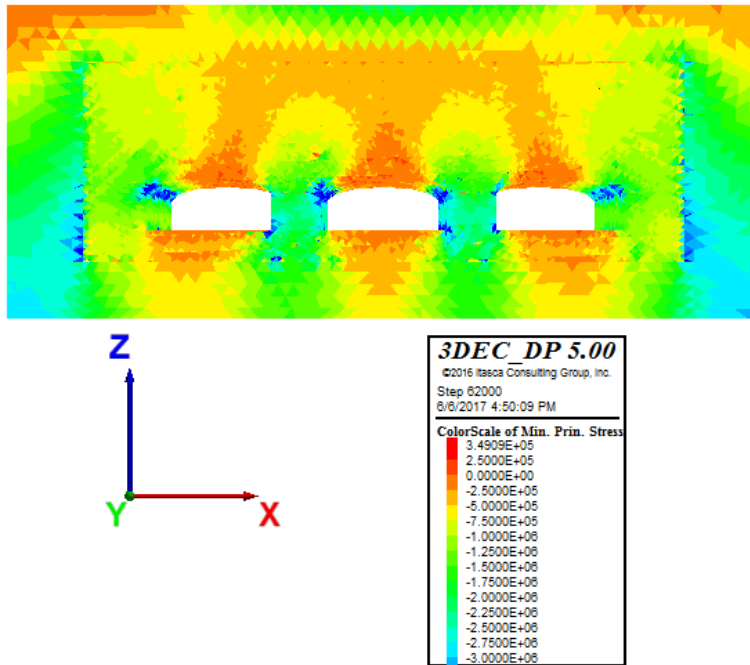 Z
Y
X
3DEC_DP 5.00
©2016 Itasca Consulting Group, Inc.
Step 62000
6/6/2017 4:50:09 PM
ColorScale of Min. Prin. Stress
3.4909E+05
2.5000E+05
0.0000E+00
-2.5000E+05
-5.0000E+05
-7.5000E+05
-1.0000E+06
-1.2500E+06
-1.5000E+06
-1.7500E+06
-2.0000E+06
-2.2500E+06
-2.5000E+06
-2.7500E+06
-3.0000E+06